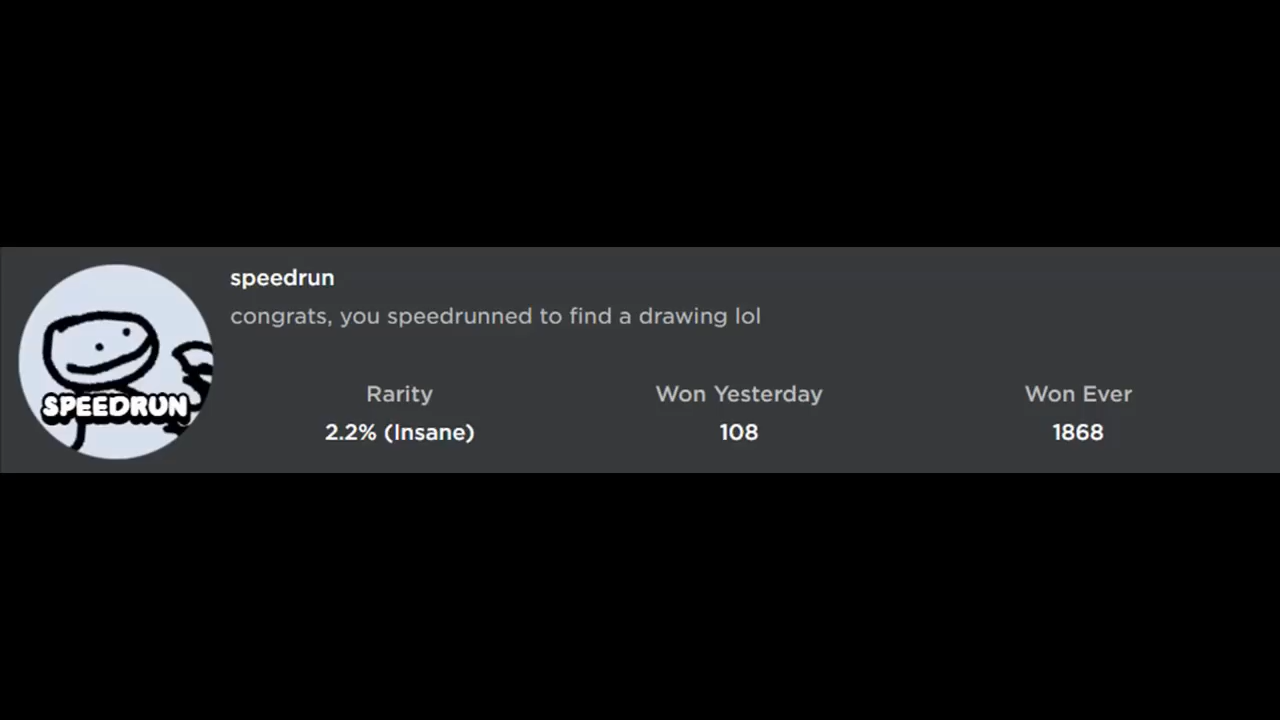 speedrun
congrats, you speedrunned to find a drawing lol
SPEEDRUN
Rarity Won Yesterday Won Ever
2.2% (Insane) 108 1868